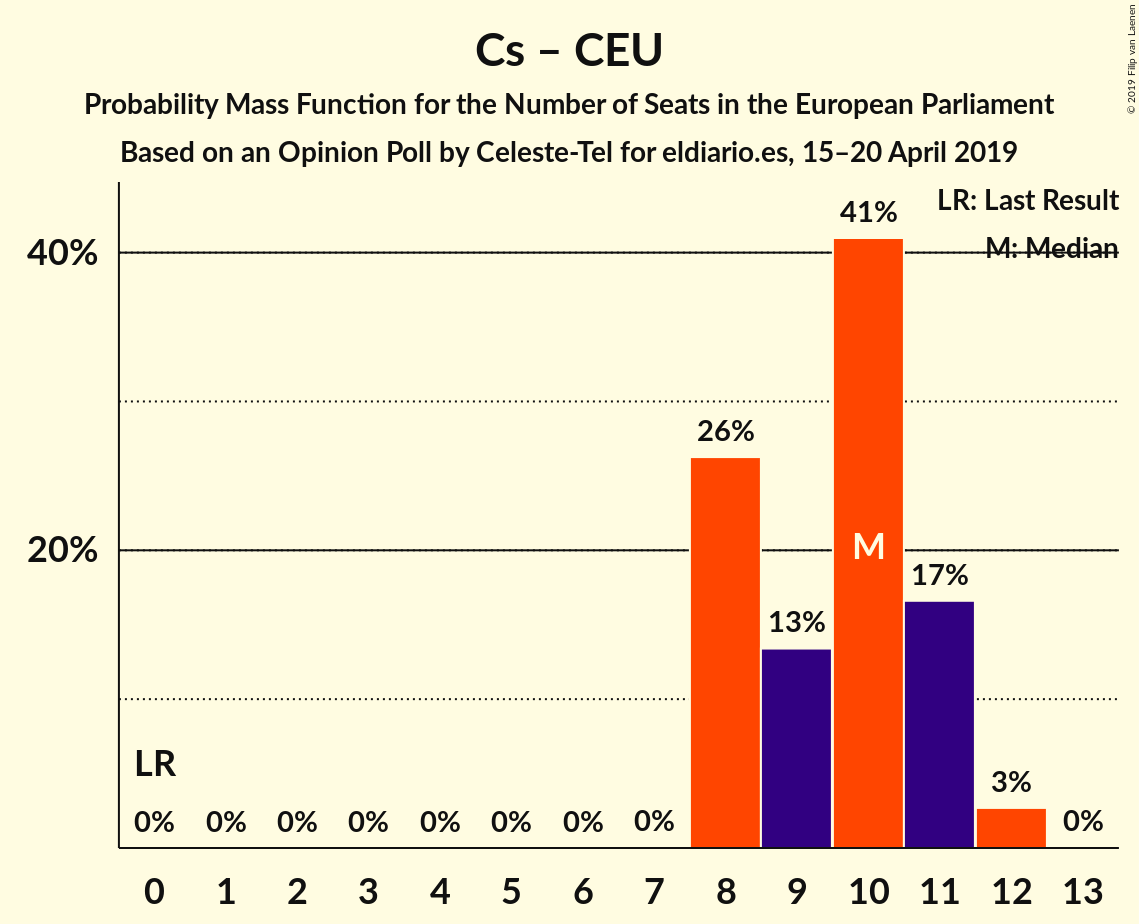 Cs – CEU
Probability Mass Function for the Number of Seats in the European Parliament
Based on an Opinion Poll by Celeste-Tel for eldiario.es, 15–20 April 2019
© 2019 Filip van Laenen
LR: Last Result
M: Median
40%
20%
41%
26%
M
17%
13%
LR
3%
0% 0% 0% 0% 0% 0% 0% 0% 0%
0 1 2 3 4 5 6 7 8 9 10 11 12 13